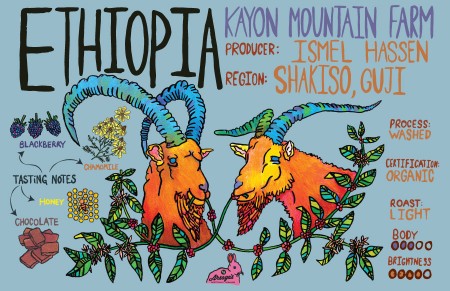 ETHIOPIA
KAYON MOUNTAIN FARM
PRODUCER: ISMEL HASSEN
REGION: SHAKISO, GUJI
BLACKBERRY
CHAMOMILE
TASTING NOTES
HONEY
CHOCOLATE
PROCESS:
WASHED
CERTIFICATION:
ORGANIC
ROAST:
LIGHT
BODY
BRIGHTNESS